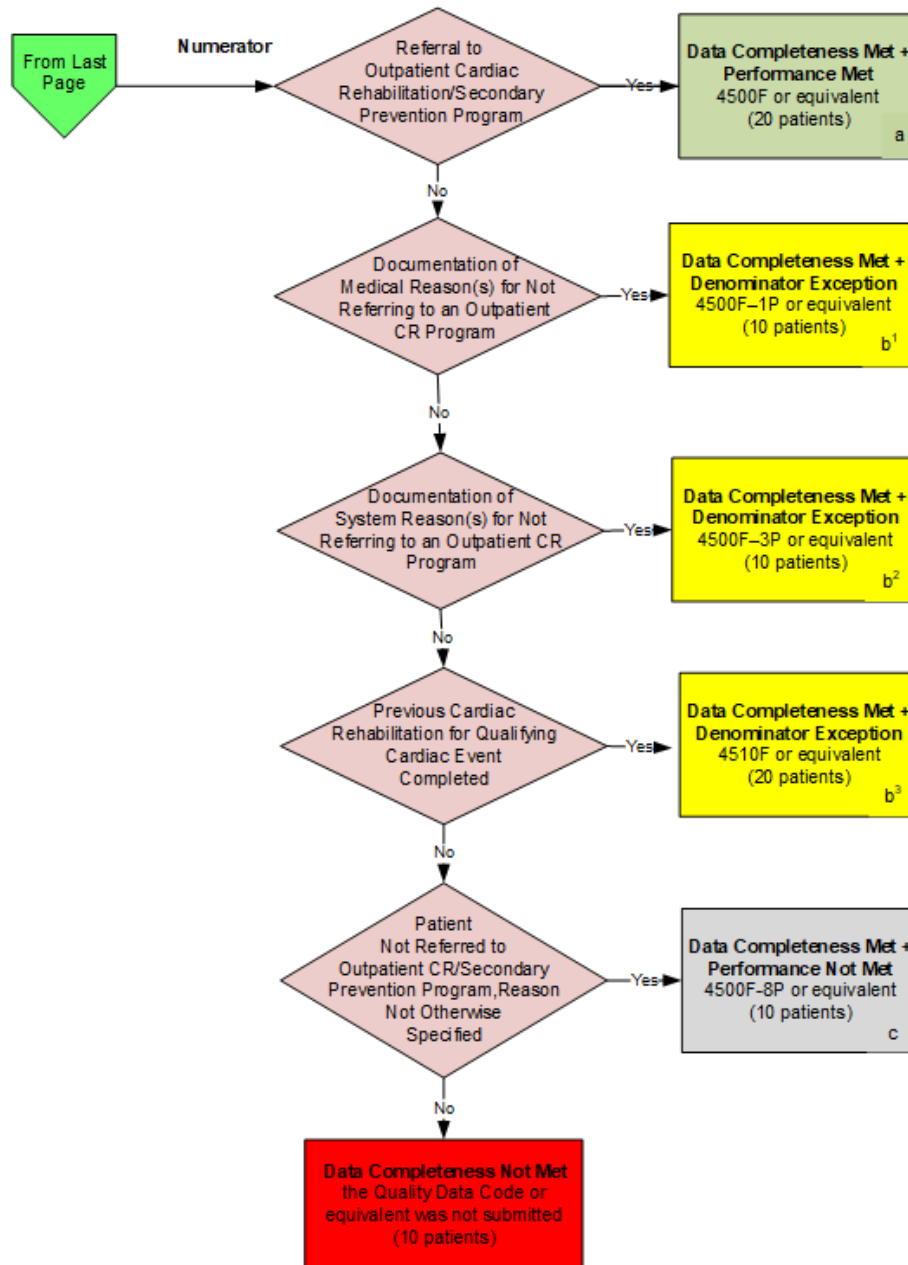 From Last
Page
Numerator
Referral to
Outpatient Cardiac
Rehabilitation/Secondary
Prevention Program
Yes
Data Completeness Met +
Performance Met
4500F or equivalent
(20 patients)
a
No
Documentation of
Medical Reason(s) for Not
Referring to an Outpatient
CR Program
Yes
Data Completeness Met +
Denominator Exception
4500F–1P or equivalent
(10 patients)
b¹
No
Documentation of
System Reason(s) for Not
Referring to an Outpatient CR
Program
Yes
Data Completeness Met +
Denominator Exception
4500F–3P or equivalent
(10 patients)
b²
No
Previous Cardiac
Rehabilitation for Qualifying
Cardiac Event
Completed
Yes
Data Completeness Met +
Denominator Exception
4510F or equivalent
(20 patients)
b³
No
Patient
Not Referred to
Outpatient CR/Secondary
Prevention Program,Reason
Not Otherwise
Specified
Yes
Data Completeness Met +
Performance Not Met
4500F-8P or equivalent
(10 patients)
c
No
Data Completeness Not Met
the Quality Data Code or
equivalent was not submitted
(10 patients)